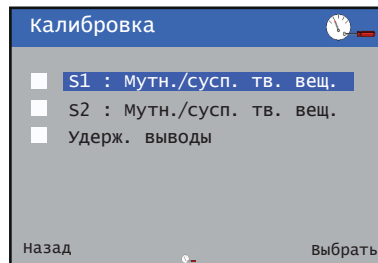 Калибровка
S1 : Мутн./сусп. тв. вещ.
S2 : Мутн./сусп. тв. вещ.
Удерж. выводы
Назад Выбрать